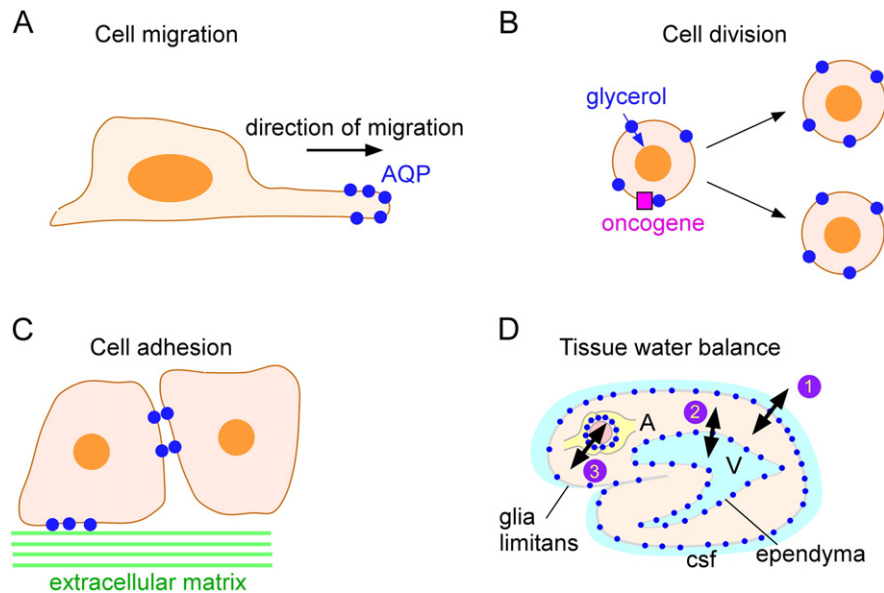 A
Cell migration
direction of migration
AQP
B
Cell division
glycerol
oncogene
C
Cell adhesion
extracellular matrix
D
Tissue water balance
1
2
A
V
3
glia
limitans
csf
ependyma